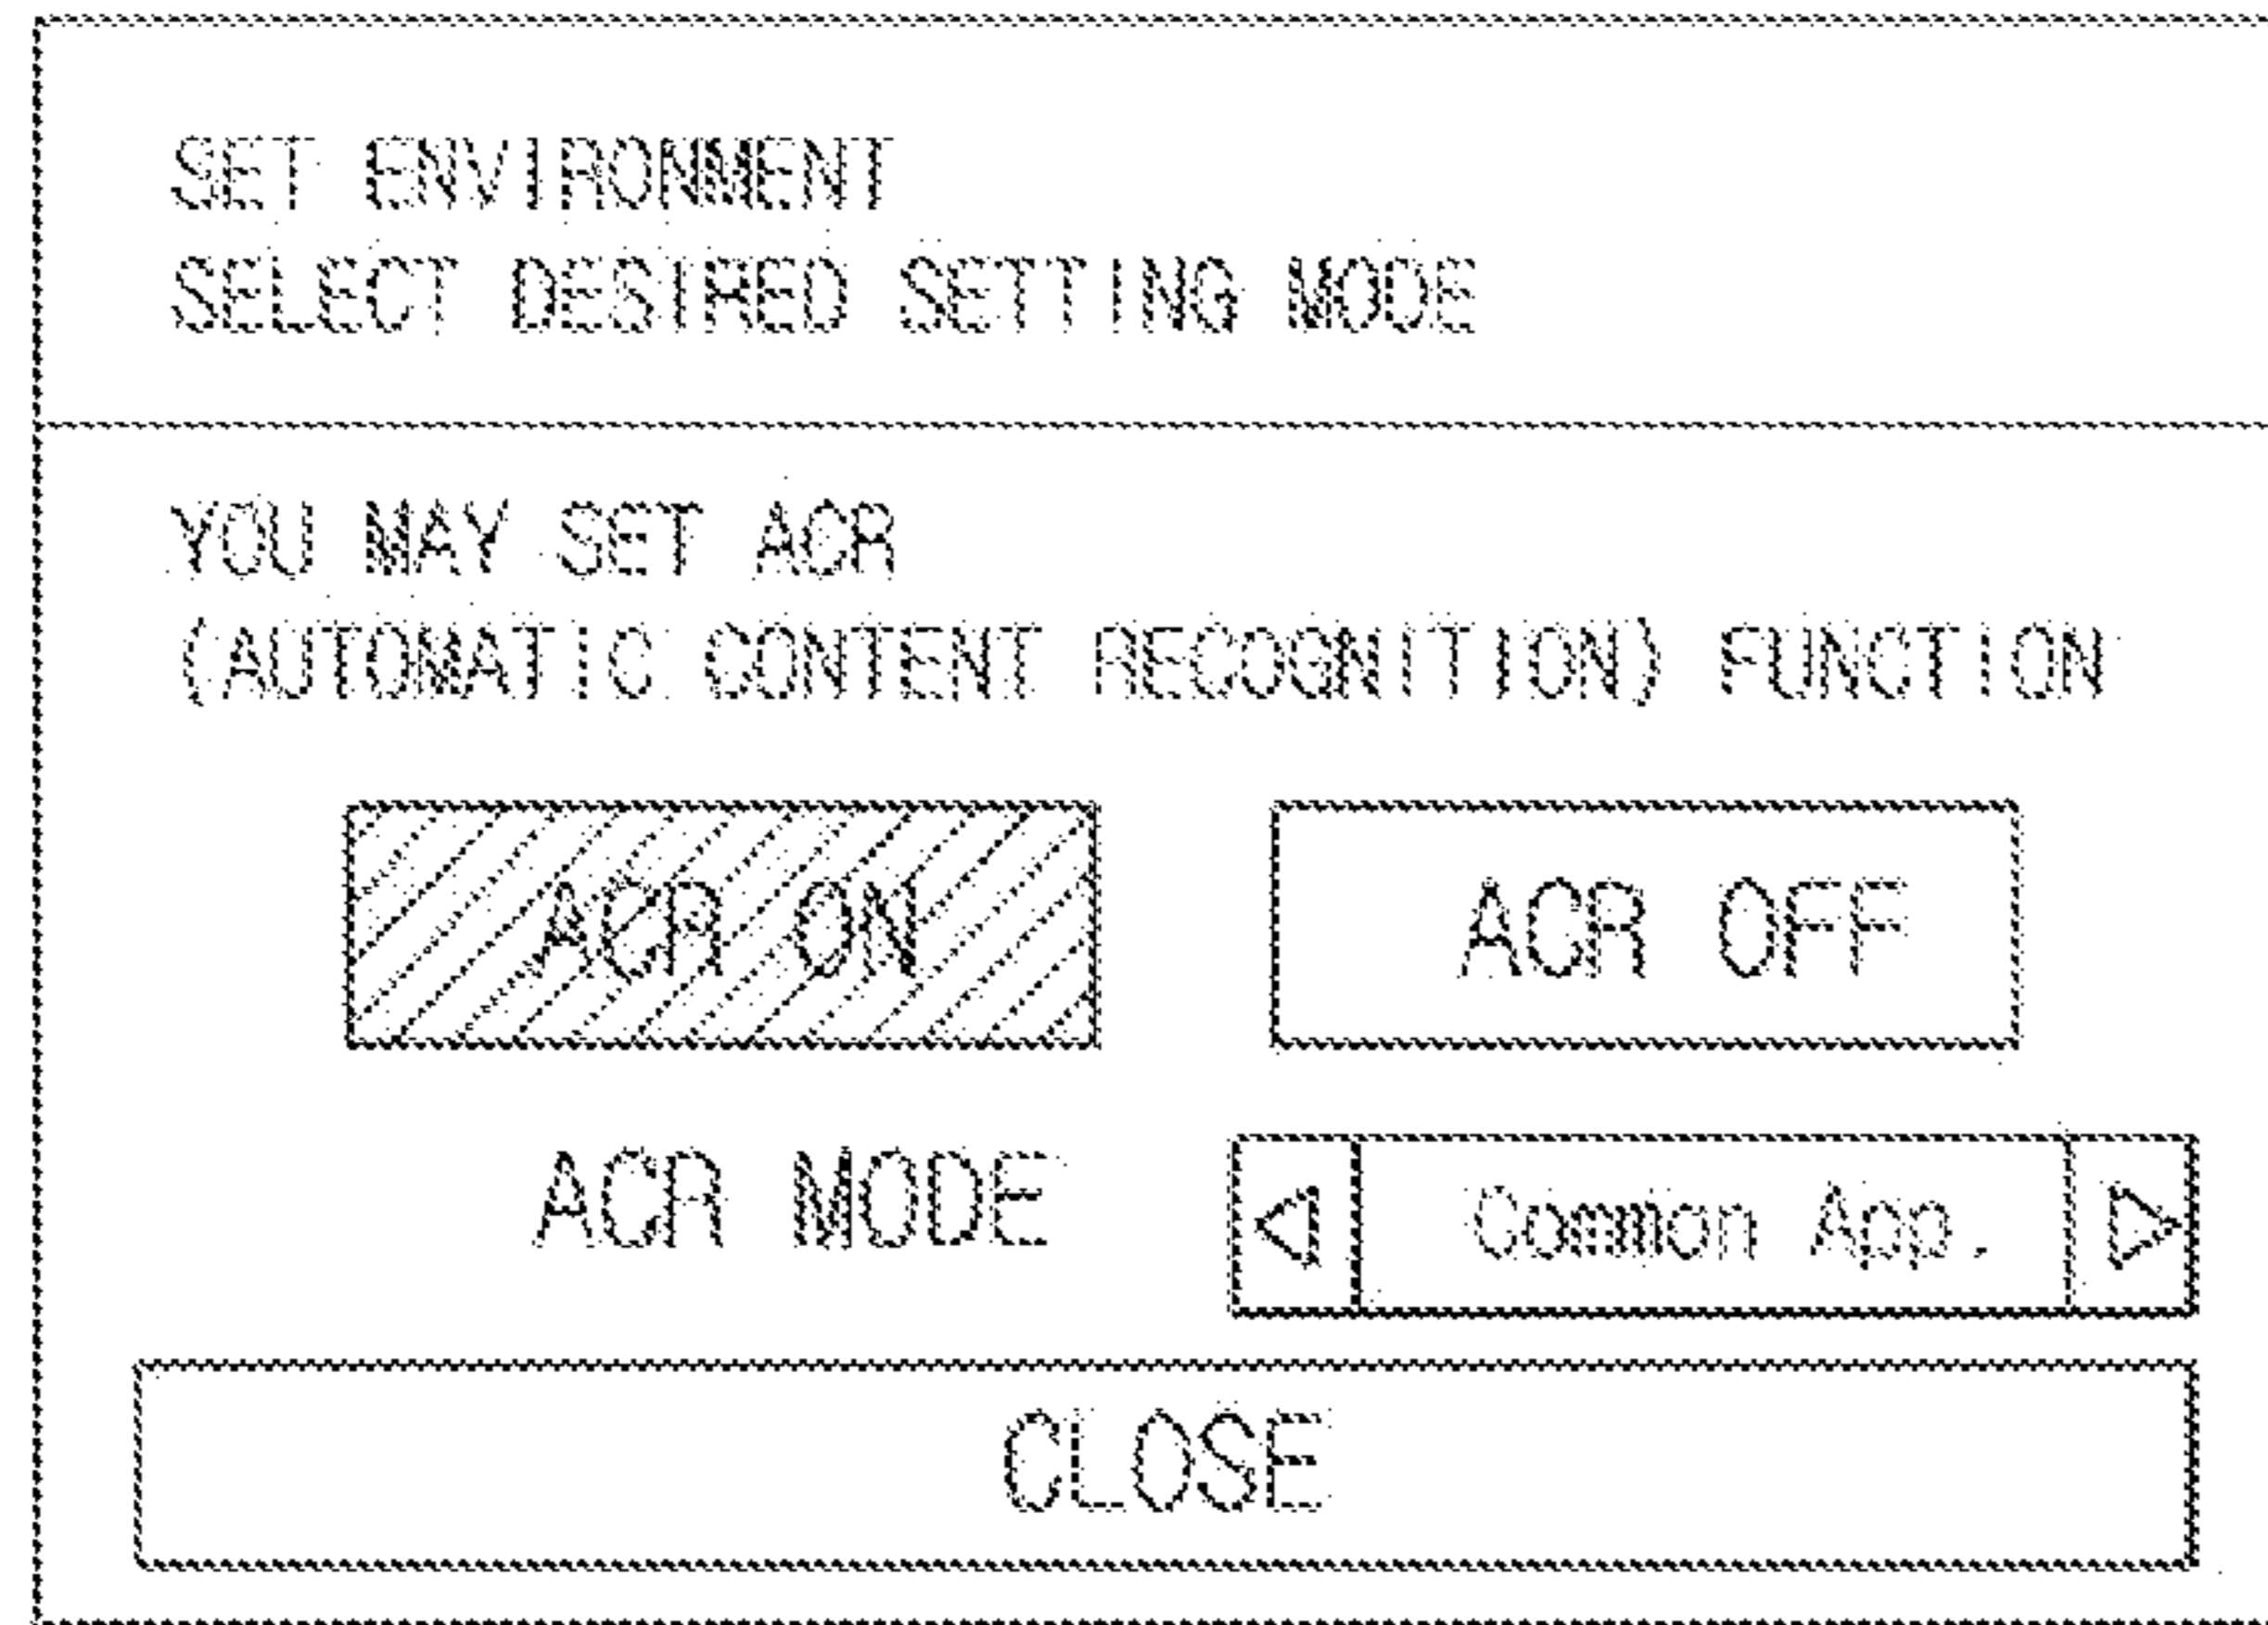 SET ENVIRONMENT
SELECT DESIRED SETTING MODE
YOU MAY SET ACR
(AUTOMATIC CONTENT RECOGNITION) FUNCTION
ACR ON
ACR OFF
ACR MODE
Common App.
CLOSE